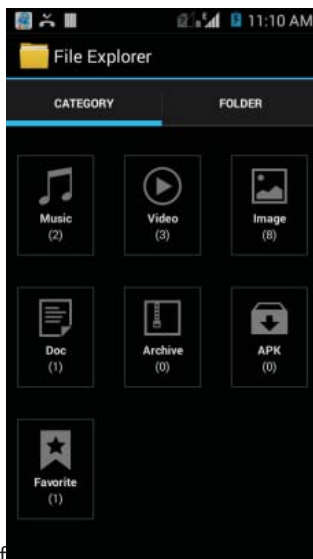 11:10 AM
File Explorer
CATEGORY FOLDER
Music Video Image
(2) (3) (8)
Doc Archive APK
(1) (0) (0)
Favorite
(1)
f